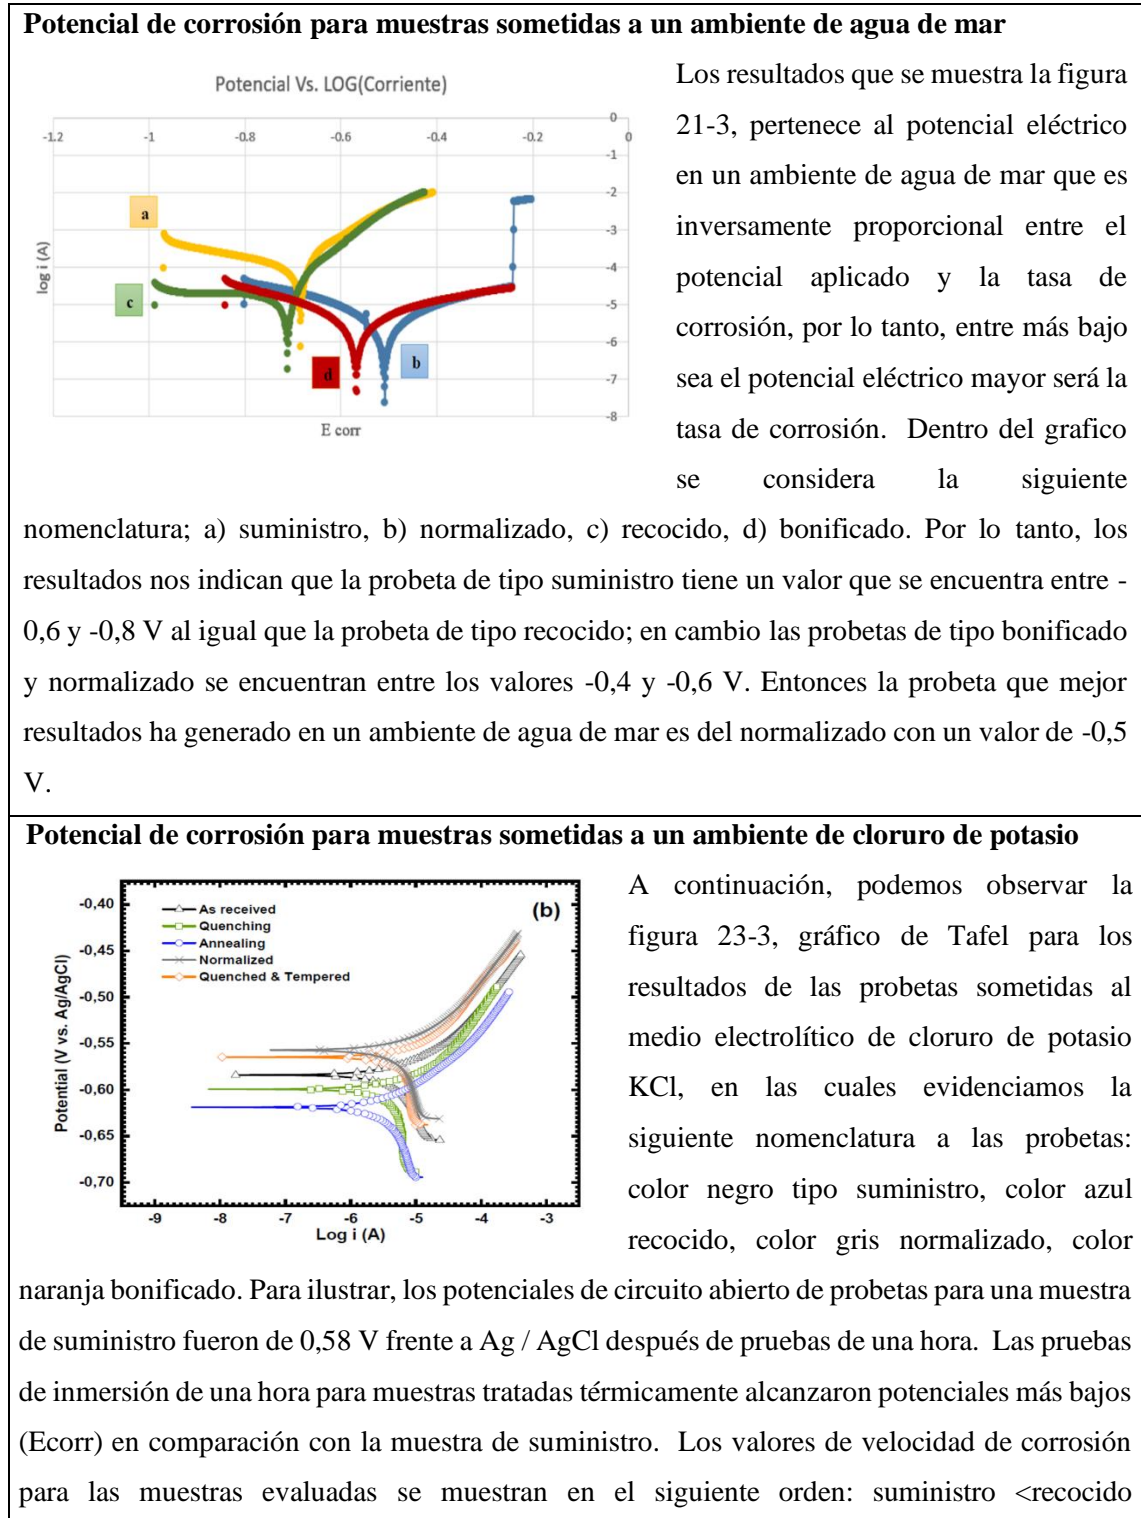 Potencial de corrosión para muestras sometidas a un ambiente de agua de mar
Potencial Vs. LOG(Corriente)
-1.2 -1 -0.8 -0.6 -0.4 -0.2 0
0
-1
-2
-3
-4
-5
-6
-7
-8
log i (A)
a
c
d
b
E corr
Los resultados que se muestra la figura
21-3, pertenece al potencial eléctrico
en un ambiente de agua de mar que es
inversamente proporcional entre el
potencial aplicado y la tasa de
corrosión, por lo tanto, entre más bajo
sea el potencial eléctrico mayor será la
tasa de corrosión. Dentro del grafico
se considera la siguiente
nomenclatura; a) suministro, b) normalizado, c) recocido, d) bonificado. Por lo tanto, los
resultados nos indican que la probeta de tipo suministro tiene un valor que se encuentra entre -
0,6 y -0,8 V al igual que la probeta de tipo recocido; en cambio las probetas de tipo bonificado
y normalizado se encuentran entre los valores -0,4 y -0,6 V. Entonces la probeta que mejor
resultados ha generado en un ambiente de agua de mar es del normalizado con un valor de -0,5
V.
Potencial de corrosión para muestras sometidas a un ambiente de cloruro de potasio
Potential (V vs. Ag/AgCl)
-0,40
-0,45
-0,50
-0,55
-0,60
-0,65
-0,70
As received
Quenching
Annealing
Normalized
Quenched & Tempered
(b)
-9 -8 -7 -6 -5 -4 -3
Log i (A)
A continuación, podemos observar la
figura 23-3, gráfico de Tafel para los
resultados de las probetas sometidas al
medio electrolítico de cloruro de potasio
KCl, en las cuales evidenciamos la
siguiente nomenclatura a las probetas:
color negro tipo suministro, color azul
recocido, color gris normalizado, color
naranja bonificado. Para ilustrar, los potenciales de circuito abierto de probetas para una muestra
de suministro fueron de 0,58 V frente a Ag / AgCl después de pruebas de una hora. Las pruebas
de inmersión de una hora para muestras tratadas térmicamente alcanzaron potenciales más bajos
(Ecorr) en comparación con la muestra de suministro. Los valores de velocidad de corrosión
para las muestras evaluadas se muestran en el siguiente orden: suministro <recocido